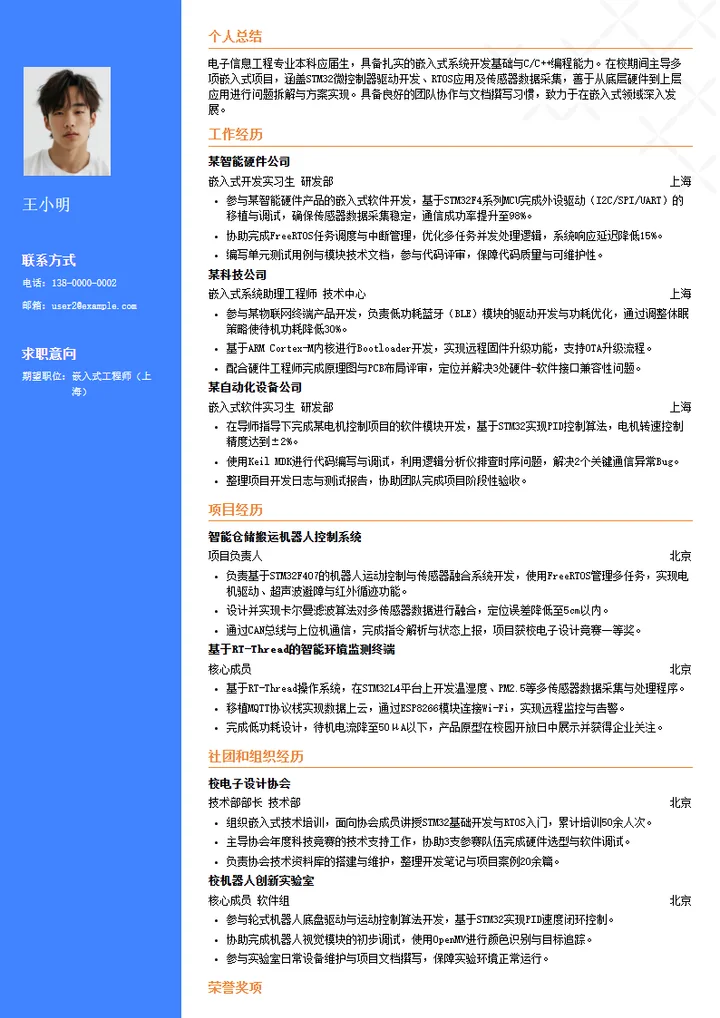 王小明
联系方式
电话：138-0000-0002
邮箱：user2@example.com
求职意向
期望职位：嵌入式工程师（上
海）
个人总结
电子信息工程专业本科应届生，具备扎实的嵌入式系统开发基础与C/C++编程能力。在校期间主导多
项嵌入式项目，涵盖STM32微控制器驱动开发、RTOS应用及传感器数据采集，善于从底层硬件到上层
应用进行问题拆解与方案实现。具备良好的团队协作与文档撰写习惯，致力于在嵌入式领域深入发
展。
工作经历
某智能硬件公司
嵌入式开发实习生 研发部 上海
• 参与某智能硬件产品的嵌入式软件开发，基于STM32F4系列MCU完成外设驱动（I2C/SPI/UART）的
移植与调试，确保传感器数据采集稳定，通信成功率提升至98%。
• 协助完成FreeRTOS任务调度与中断管理，优化多任务并发处理逻辑，系统响应延迟降低15%。
• 编写单元测试用例与模块技术文档，参与代码评审，保障代码质量与可维护性。
某科技公司
嵌入式系统助理工程师 技术中心 上海
• 参与某物联网终端产品开发，负责低功耗蓝牙（BLE）模块的驱动开发与功耗优化，通过调整休眠
策略使待机功耗降低30%。
• 基于ARM Cortex-M内核进行Bootloader开发，实现远程固件升级功能，支持OTA升级流程。
• 配合硬件工程师完成原理图与PCB布局评审，定位并解决3处硬件-软件接口兼容性问题。
某自动化设备公司
嵌入式软件实习生 研发部 上海
• 在导师指导下完成某电机控制项目的软件模块开发，基于STM32实现PID控制算法，电机转速控制
精度达到±2%。
• 使用Keil MDK进行代码编写与调试，利用逻辑分析仪排查时序问题，解决2个关键通信异常Bug。
• 整理项目开发日志与测试报告，协助团队完成项目阶段性验收。
项目经历
智能仓储搬运机器人控制系统
项目负责人 北京
• 负责基于STM32F407的机器人运动控制与传感器融合系统开发，使用FreeRTOS管理多任务，实现电
机驱动、超声波避障与红外循迹功能。
• 设计并实现卡尔曼滤波算法对多传感器数据进行融合，定位误差降低至5cm以内。
• 通过CAN总线与上位机通信，完成指令解析与状态上报，项目获校电子设计竞赛一等奖。
基于RT-Thread的智能环境监测终端
核心成员 北京
• 基于RT-Thread操作系统，在STM32L4平台上开发温湿度、PM2.5等多传感器数据采集与处理程序。
• 移植MQTT协议栈实现数据上云，通过ESP8266模块连接Wi-Fi，实现远程监控与告警。
• 完成低功耗设计，待机电流降至50μA以下，产品原型在校园开放日中展示并获得企业关注。
社团和组织经历
校电子设计协会
技术部部长 技术部 北京
• 组织嵌入式技术培训，面向协会成员讲授STM32基础开发与RTOS入门，累计培训50余人次。
• 主导协会年度科技竞赛的技术支持工作，协助3支参赛队伍完成硬件选型与软件调试。
• 负责协会技术资料库的搭建与维护，整理开发笔记与项目案例20余篇。
校机器人创新实验室
核心成员 软件组 北京
• 参与轮式机器人底盘驱动与运动控制算法开发，基于STM32实现PID速度闭环控制。
• 协助完成机器人视觉模块的初步调试，使用OpenMV进行颜色识别与目标追踪。
• 参与实验室日常设备维护与项目文档撰写，保障实验环境正常运行。
荣誉奖项